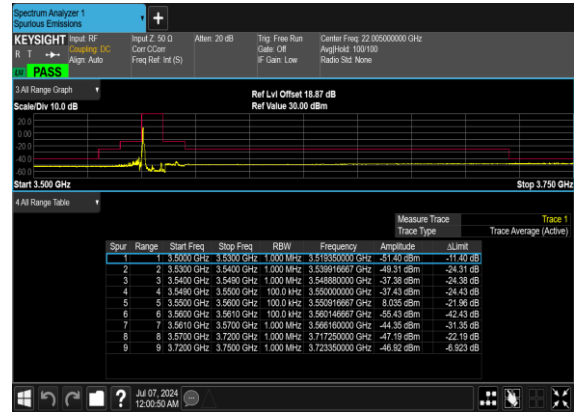 Spectrum Analyzer 1
Spurious Emissions
KEYSIGHT Input: RF Input Z: 50 Ω Atten: 20 dB Trig: Free Run Center Freq: 22.005000000 GHz
R T Coupling: DC Corr CCorr Gate: Off Avg|Hold: 100/100
Align: Auto Freq Ref: Int (S) IF Gain: Low Radio Std: None
PASS
3 All Range Graph Ref Lvl Offset 18.87 dB
Scale/Div 10.0 dB Ref Value 30.00 dBm
20.0
0.00
-20.0
-40.0
-60.0
Start 3.500 GHz Stop 3.750 GHz
4 All Range Table
Measure Trace Trace 1
Trace Type Trace Average (Active)
Spur Range Start Freq Stop Freq RBW Frequency Amplitude ΔLimit
1 1 3.5000 GHz 3.5300 GHz 1.000 MHz 3.519350000 GHz -51.40 dBm -11.40 dB
2 2 3.5300 GHz 3.5400 GHz 1.000 MHz 3.539916667 GHz -49.31 dBm -24.31 dB
3 3 3.5400 GHz 3.5490 GHz 1.000 MHz 3.548880000 GHz -37.38 dBm -24.38 dB
4 4 3.5490 GHz 3.5500 GHz 100.0 kHz 3.550000000 GHz -37.43 dBm -24.43 dB
5 5 3.5500 GHz 3.5600 GHz 100.0 kHz 3.550916667 GHz 8.035 dBm -21.96 dB
6 6 3.5600 GHz 3.5610 GHz 100.0 kHz 3.560146667 GHz -55.43 dBm -42.43 dB
7 7 3.5610 GHz 3.5700 GHz 1.000 MHz 3.566160000 GHz -44.35 dBm -31.35 dB
8 8 3.5700 GHz 3.7200 GHz 1.000 MHz 3.717250000 GHz -47.19 dBm -22.19 dB
9 9 3.7200 GHz 3.7500 GHz 1.000 MHz 3.723350000 GHz -46.92 dBm -6.923 dB
Jul 07, 2024
12:00:50 AM